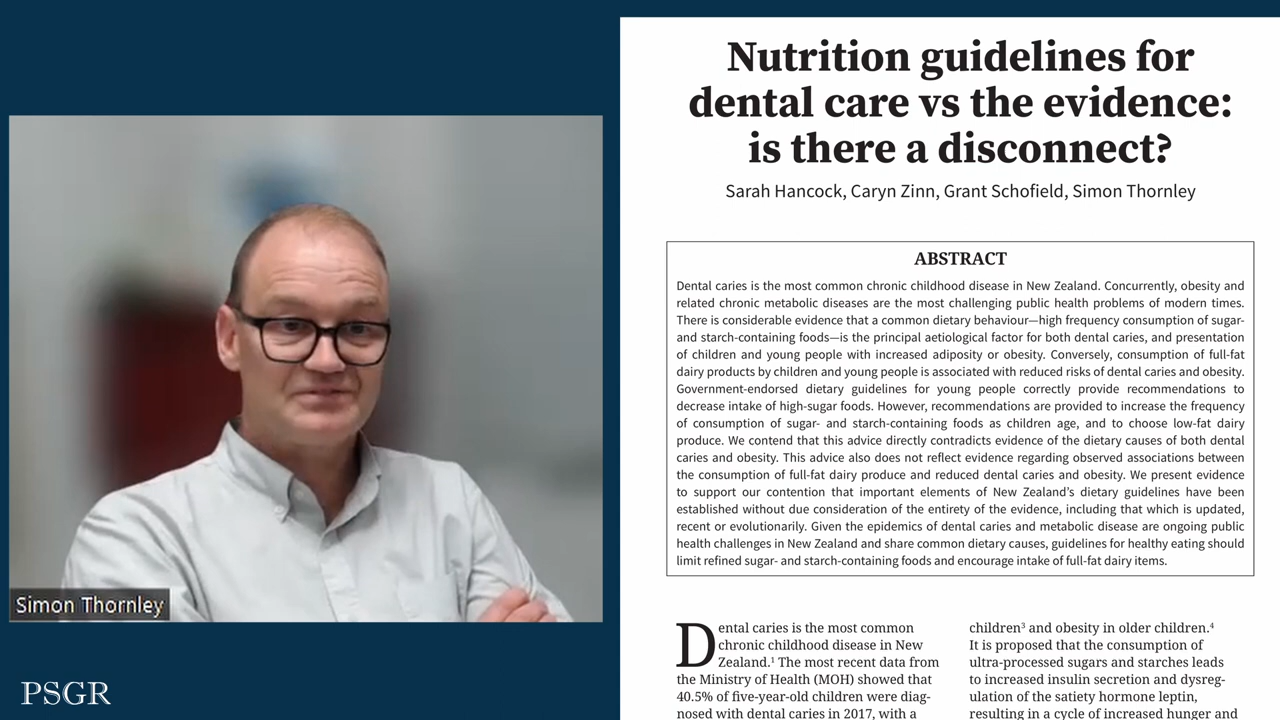 Nutrition guidelines for
dental care vs the evidence:
is there a disconnect?
Sarah Hancock, Caryn Zinn, Grant Schofield, Simon Thornley
ABSTRACT
Dental caries is the most common chronic childhood disease in New Zealand. Concurrently, obesity and
related chronic metabolic diseases are the most challenging public health problems of modern times.
There is considerable evidence that a common dietary behaviour—high frequency consumption of sugar-
and starch-containing foods—is the principal aetiological factor for both dental caries, and presentation
of children and young people with increased adiposity or obesity. Conversely, consumption of full-fat
dairy products by children and young people is associated with reduced risks of dental caries and obesity.
Government-endorsed dietary guidelines for young people correctly provide recommendations to
decrease intake of high-sugar foods. However, recommendations are provided to increase the frequency
of consumption of sugar- and starch-containing foods as children age, and to choose low-fat dairy
produce. We contend that this advice directly contradicts evidence of the dietary causes of both dental
caries and obesity. This advice also does not reflect evidence regarding observed associations between
the consumption of full-fat dairy produce and reduced dental caries and obesity. We present evidence
to support our contention that important elements of New Zealand's dietary guidelines have been
established without due consideration of the entirety of the evidence, including that which is updated,
recent or evolutionarily. Given the epidemics of dental caries and metabolic disease are ongoing public
health challenges in New Zealand and share common dietary causes, guidelines for healthy eating should
limit refined sugar- and starch-containing foods and encourage intake of full-fat dairy items.
Dental caries is the most common
chronic childhood disease in New
Zealand.¹ The most recent data from
the Ministry of Health (MOH) showed that
40.5% of five-year-old children were diag-
nosed with dental caries in 2017, with a
children³ and obesity in older children.⁴
It is proposed that the consumption of
ultra-processed sugars and starches leads
to increased insulin secretion and dysreg-
ulation of the satiety hormone leptin,
resulting in a cycle of increased hunger and
Simon Thornley
PSGR